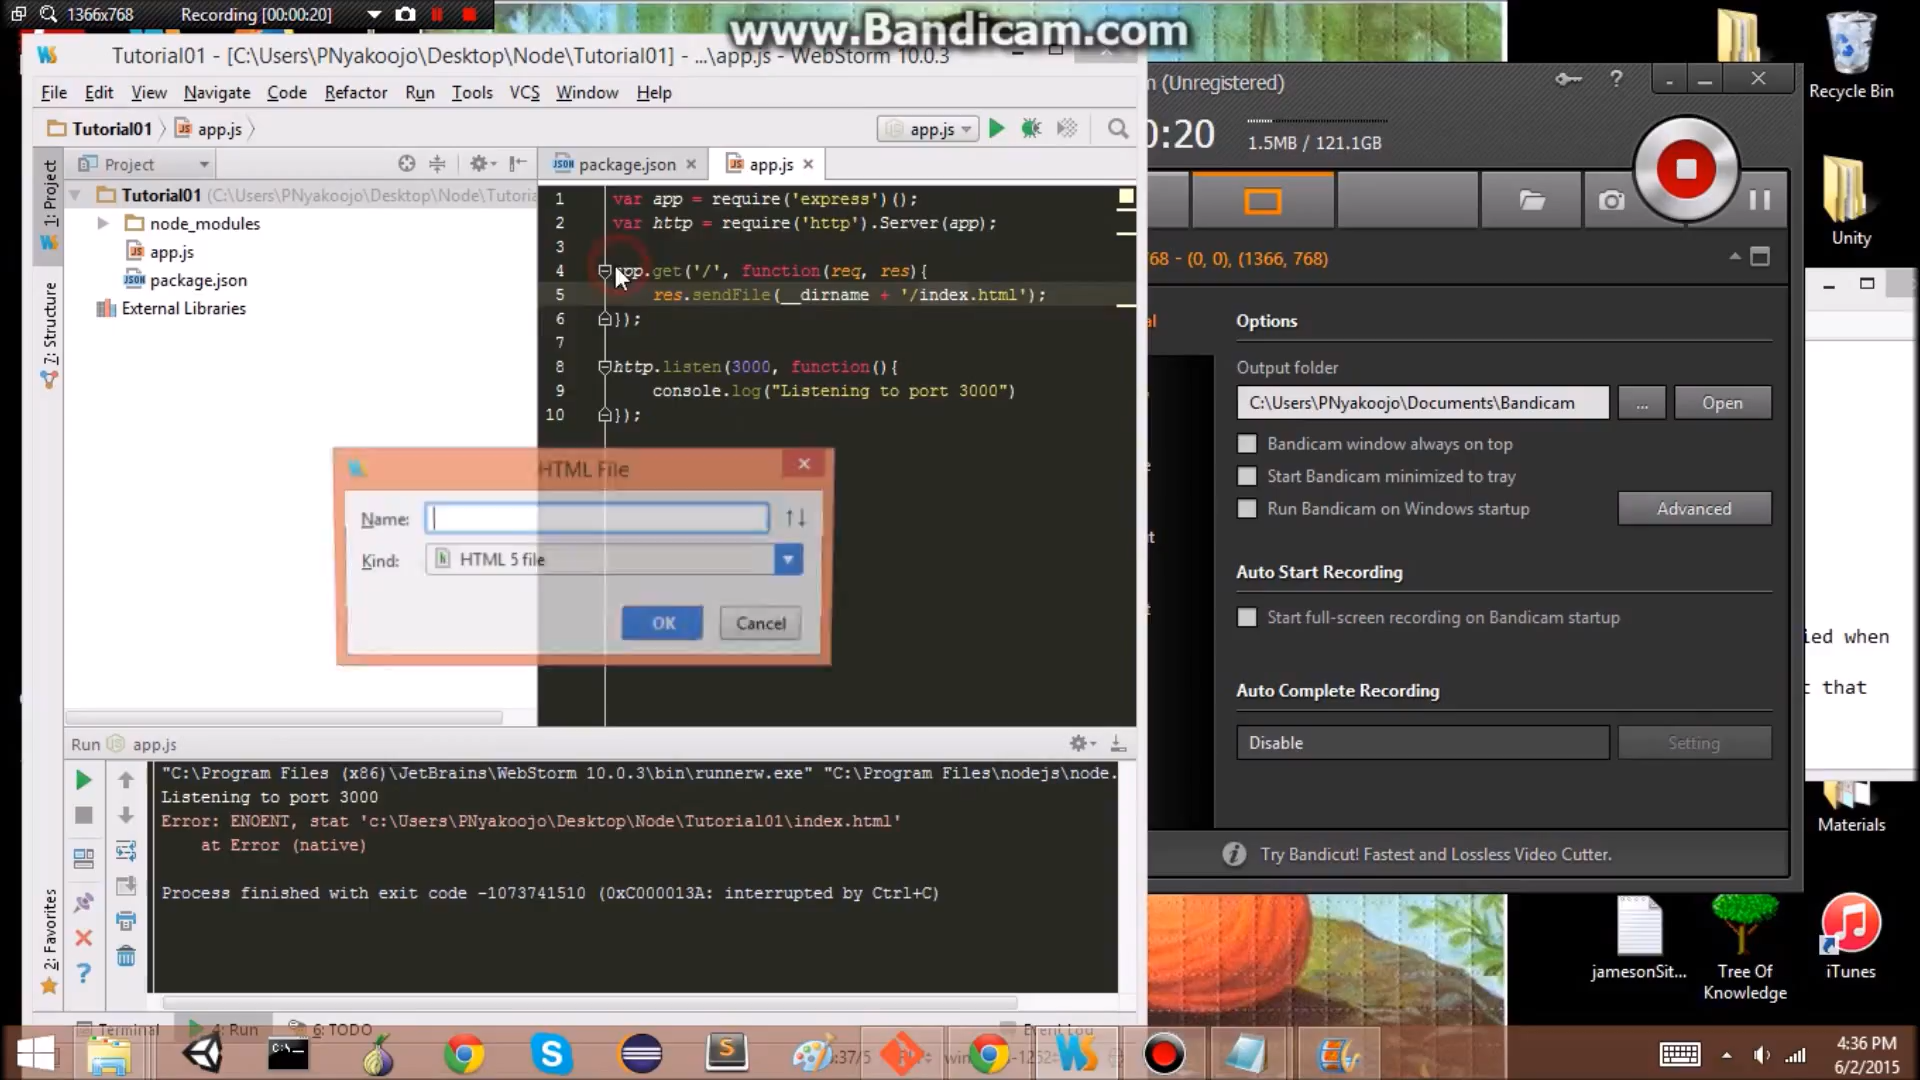 1366x768
Recording [00:00:20]
www.Bandicam.com
Tutorial01 - [C:\Users\PNyakoojo\Desktop\Node\Tutorial01] - ...\app.js - WebStorm 10.0.3
File Edit View Navigate Code Refactor Run Tools VCS Window Help
Tutorial01 app.js
app.js
1: Project
Project
package.json
app.js
Tutorial01 (C:\Users\PNyakoojo\Desktop\Node\Tutoria
node_modules
app.js
package.json
External Libraries
7: Structure
1 var app = require('express')();
2 var http = require('http').Server(app);
3
4 app.get('/', function(req, res){
5 res.sendFile(__dirname + '/index.html');
6 });
7
8 http.listen(3000, function(){
9 console.log("Listening to port 3000")
10 });
HTML File
Name:
Kind: HTML 5 file
OK Cancel
Run app.js
"C:\Program Files (x86)\JetBrains\WebStorm 10.0.3\bin\runnerw.exe" "C:\Program Files\nodejs\node.
Listening to port 3000
Error: ENOENT, stat 'c:\Users\PNyakoojo\Desktop\Node\Tutorial01\index.html'
at Error (native)
Process finished with exit code -1073741510 (0xC000013A: interrupted by Ctrl+C)
2: Favorites
Terminal 4: Run 6: TODO Event Log
m (Unregistered)
0:20
1.5MB / 121.1GB
68 - (0, 0), (1366, 768)
Options
Output folder
C:\Users\PNyakoojo\Documents\Bandicam
... Open
Bandicam window always on top
Start Bandicam minimized to tray
Run Bandicam on Windows startup
Advanced
Auto Start Recording
Start full-screen recording on Bandicam startup
Auto Complete Recording
Disable
Setting
Try Bandicut! Fastest and Lossless Video Cutter.
ied when
that
Recycle Bin
Unity
Materials
jamesonSit...
Tree Of
Knowledge
iTunes
4:36 PM
6/2/2015